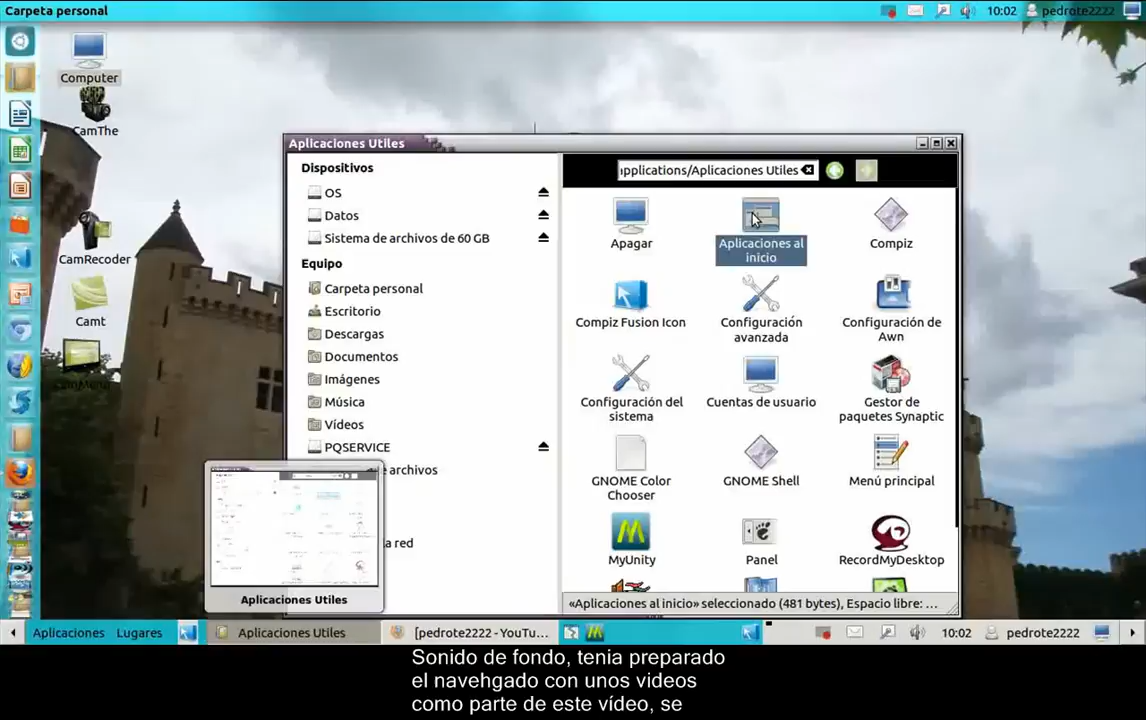 Carpeta personal
10:02
pedrote2222
Computer
CamThe
CamRecoder
Camt
CamMenu
Aplicaciones Utiles
Dispositivos
OS
Datos
Sistema de archivos de 60 GB
Equipo
Carpeta personal
Escritorio
Descargas
Documentos
Imágenes
Música
Vídeos
PQSERVICE
e archivos
la red
applications/Aplicaciones Utiles
Apagar
Aplicaciones al
inicio
Compiz
Compiz Fusion Icon
Configuración
avanzada
Configuración de
Awn
Configuración del
sistema
Cuentas de usuario
Gestor de
paquetes Synaptic
GNOME Color
Chooser
GNOME Shell
Menú principal
MyUnity
Panel
RecordMyDesktop
«Aplicaciones al inicio» seleccionado (481 bytes), Espacio libre: ...
Aplicaciones Utiles
Aplicaciones
Lugares
Aplicaciones Utiles
[pedrote2222 - YouTu...
10:02
pedrote2222
Sonido de fondo, tenia preparado
el navehgado con unos videos
como parte de este vídeo, se